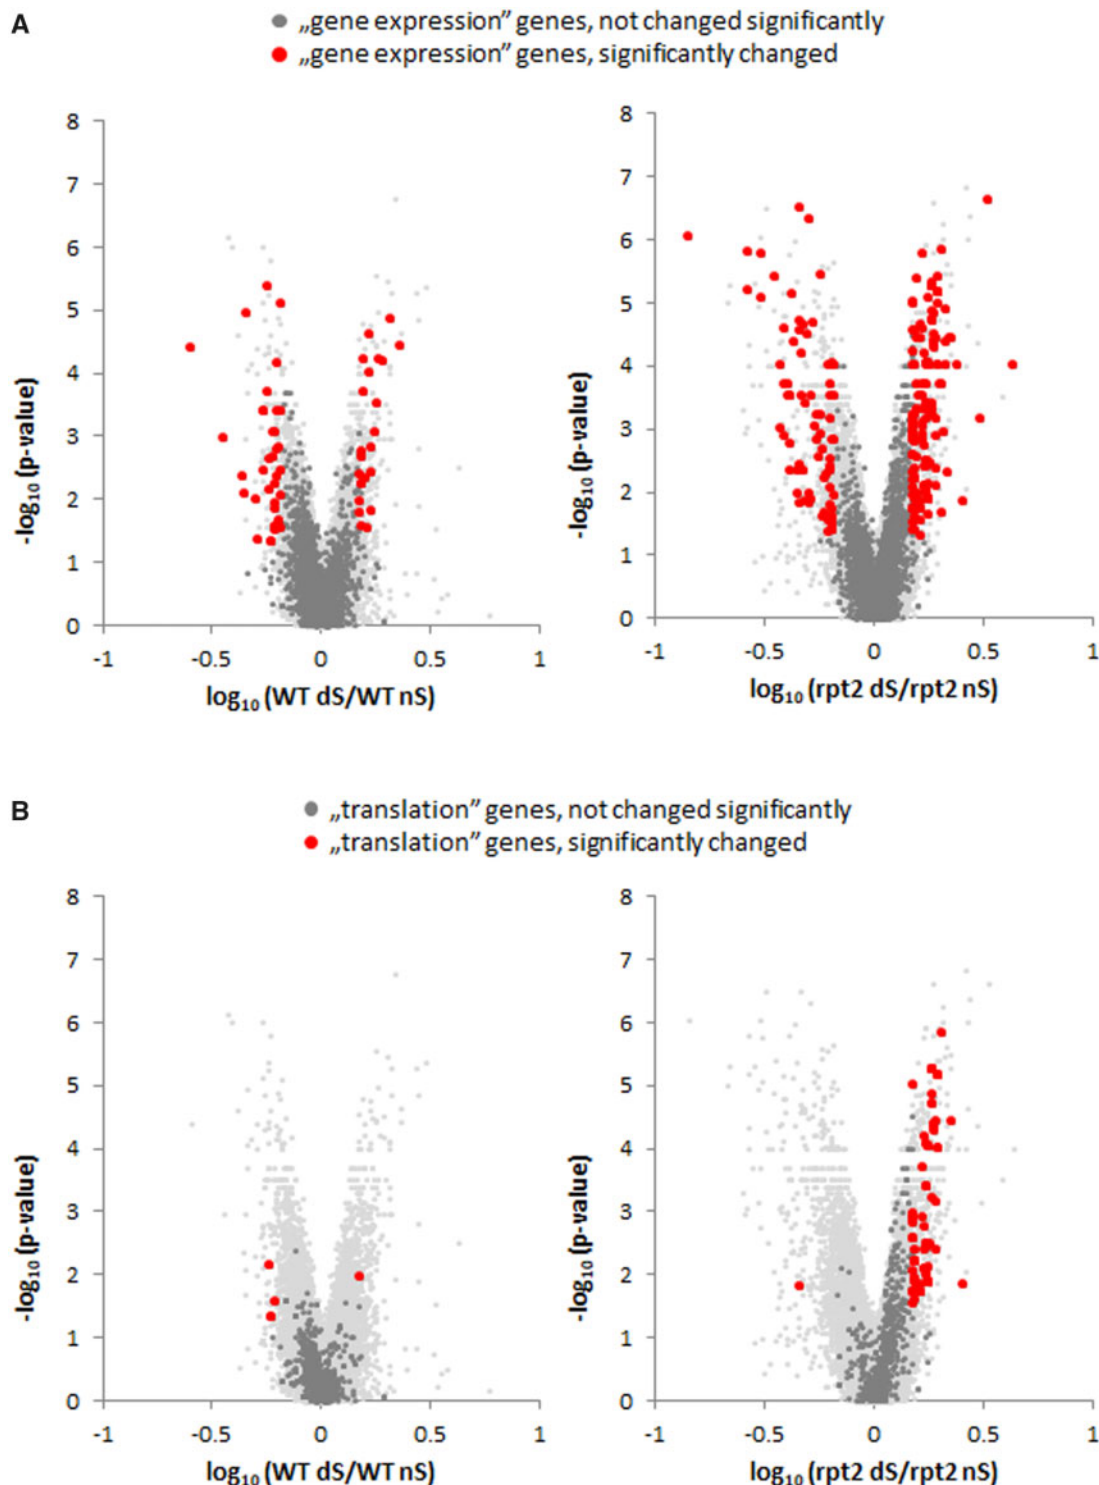 A
„gene expression” genes, not changed significantly
„gene expression” genes, significantly changed
8
7
6
5
4
3
2
1
0
-log10 (p-value)
-1 -0.5 0 0.5 1
log10 (WT dS/WT nS)
8
7
6
5
4
3
2
1
0
-log10 (p-value)
-1 -0.5 0 0.5 1
log10 (rpt2 dS/rpt2 nS)
B
„translation” genes, not changed significantly
„translation” genes, significantly changed
8
7
6
5
4
3
2
1
0
-log10 (p-value)
-1 -0.5 0 0.5 1
log10 (WT dS/WT nS)
8
7
6
5
4
3
2
1
0
-log10 (p-value)
-1 -0.5 0 0.5 1
log10 (rpt2 dS/rpt2 nS)